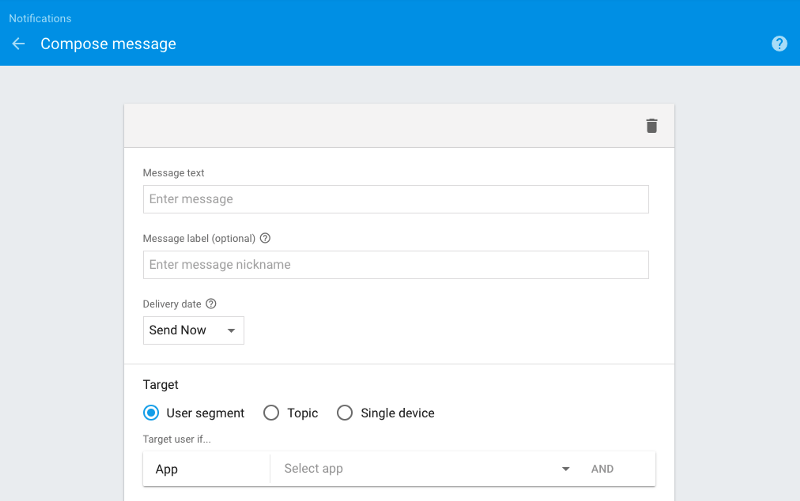 Notifications
Compose message
Message text
Enter message
Message label (optional)
Enter message nickname
Delivery date
Send Now
Target
User segment Topic Single device
Target user if...
App Select app AND